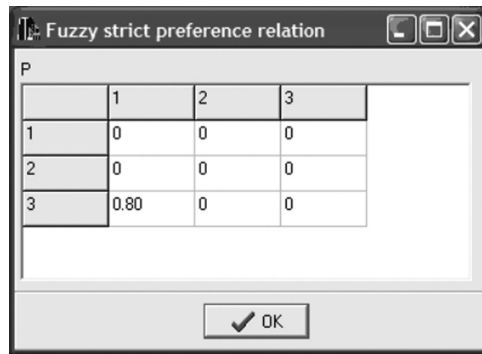 Fuzzy strict preference relation
P
1 2 3
1 0 0 0
2 0 0 0
3 0.80 0 0
OK